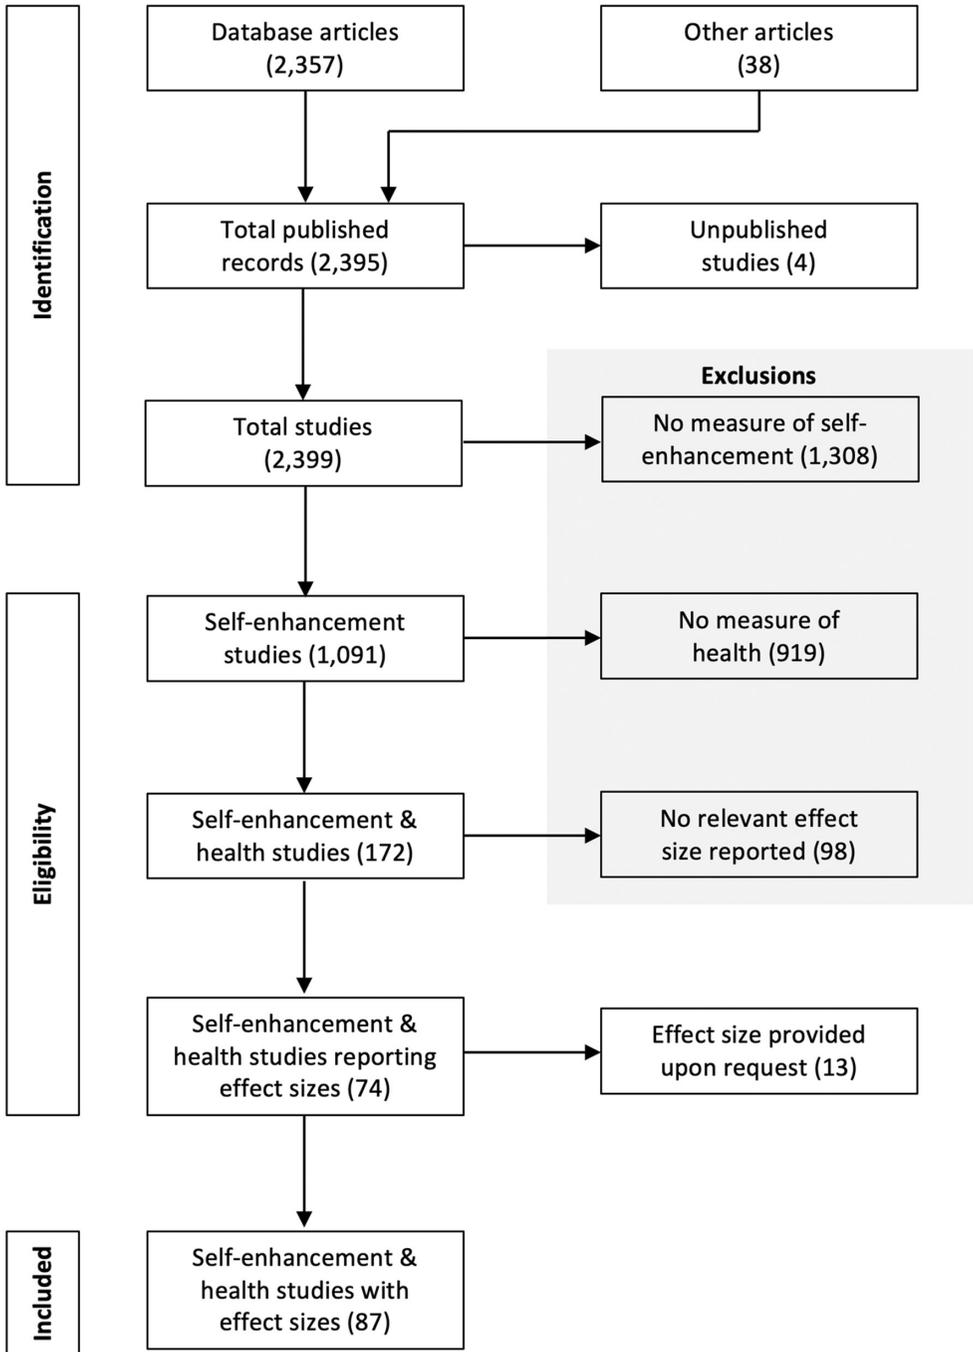 Identification
Database articles
(2,357)
Other articles
(38)
Total published
records (2,395)
Unpublished
studies (4)
Total studies
(2,399)
Exclusions
No measure of self-
enhancement (1,308)
Eligibility
Self-enhancement
studies (1,091)
No measure of
health (919)
Self-enhancement &
health studies (172)
No relevant effect
size reported (98)
Self-enhancement &
health studies reporting
effect sizes (74)
Effect size provided
upon request (13)
Included
Self-enhancement &
health studies with
effect sizes (87)